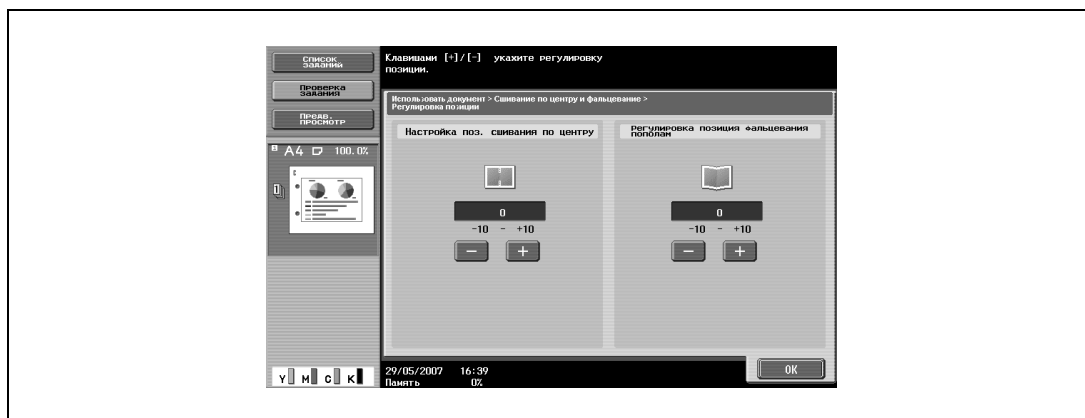 Список
заданий
Проверка
задания
Предв.
просмотр
A4 100.0%
1
Y M C K
Клавишами [+]/[-] укажите регулировку
позиции.
Использовать документ > Сшивание по центру и фальцевание >
Регулировка позиции
Настройка поз. сшивания по центру
0
-10 - +10
− +
Регулировка позиция фальцевания
пополам
0
-10 - +10
− +
OK
29/05/2007 16:39
Память 0%